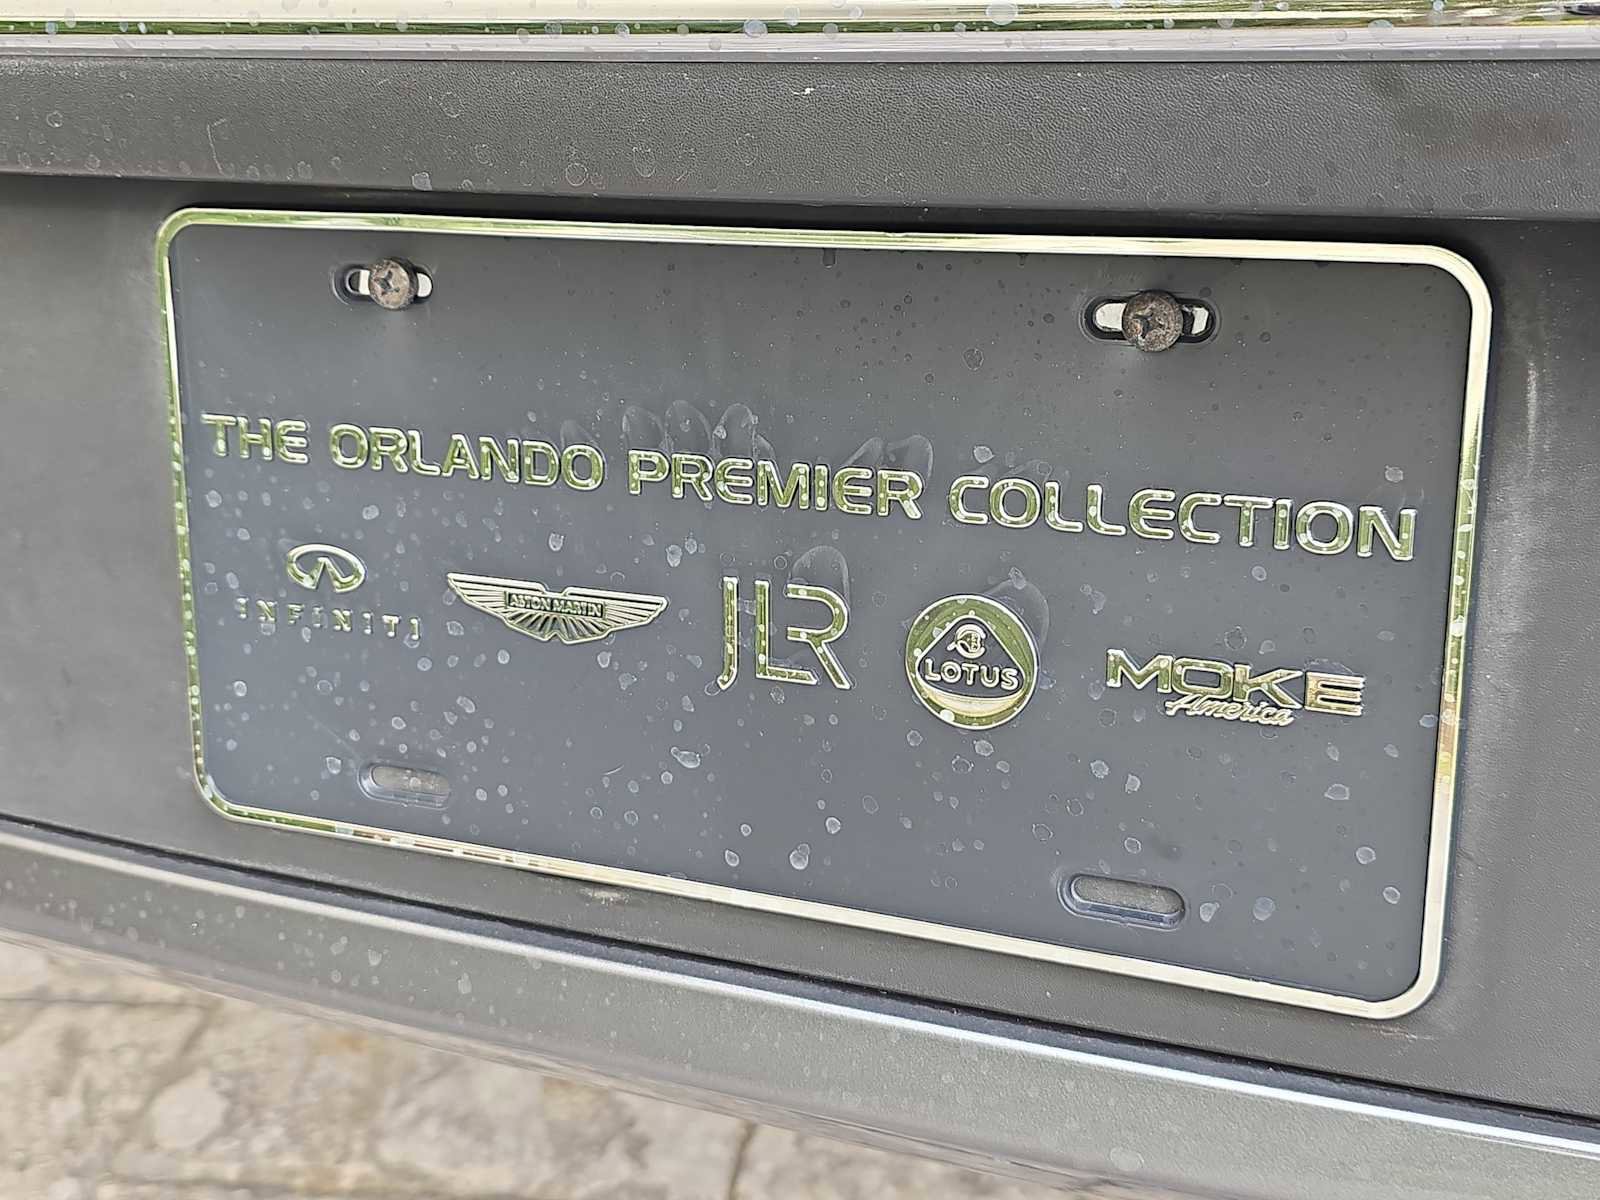 THE ORLANDO PREMIER COLLECTION
INFINITI
ASTON MARTIN
JLR
LOTUS
MOKE
America